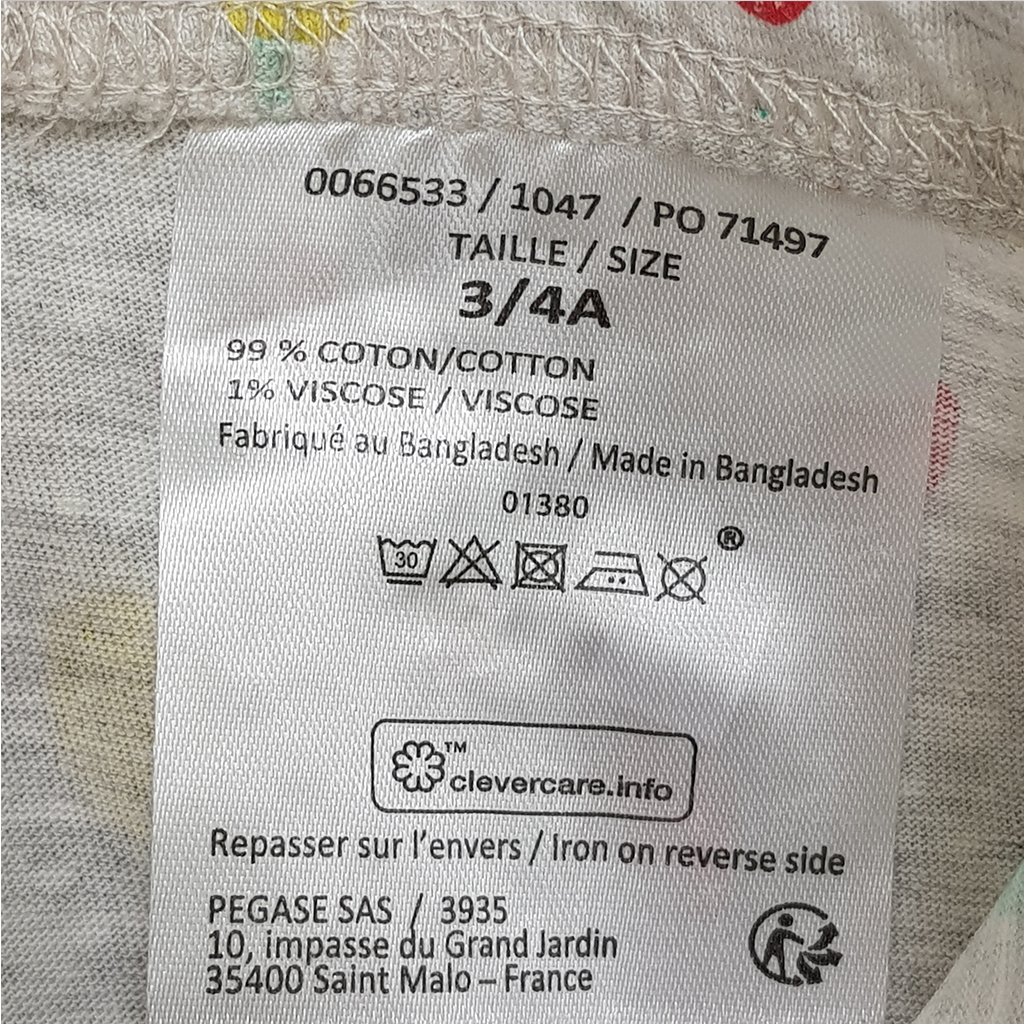 0066533 / 1047 / PO 71497
TAILLE / SIZE
3/4A
99 % COTON/COTTON
1% VISCOSE / VISCOSE
Fabriqué au Bangladesh / Made in Bangladesh
01380
®
30
™
clevercare.info
Repasser sur l'envers / Iron on reverse side
PEGASE SAS / 3935
10, impasse du Grand Jardin
35400 Saint Malo – France